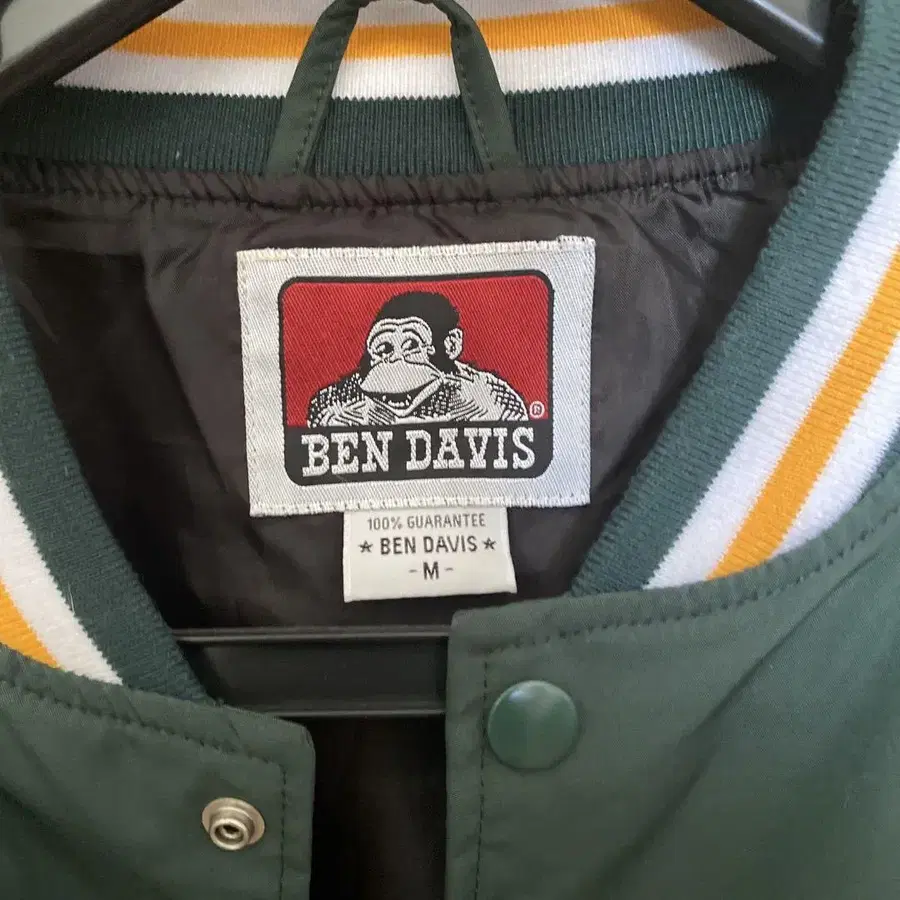 ®
BEN DAVIS
100% GUARANTEE
★ BEN DAVIS ★
- M -